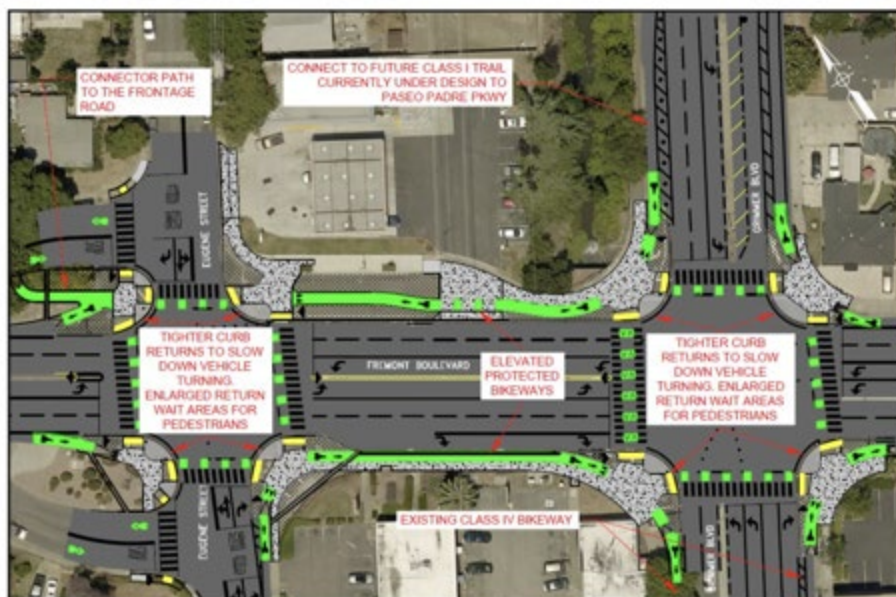 CONNECTOR PATH
TO THE FRONTAGE
ROAD
CONNECT TO FUTURE CLASS I TRAIL
CURRENTLY UNDER DESIGN TO
PASEO PADRE PKWY
EUGENE STREET
GRIMMER BLVD
TIGHTER CURB
RETURNS TO SLOW
DOWN VEHICLE
TURNING.
ENLARGED RETURN
WAIT AREAS FOR
PEDESTRIANS
FREMONT BOULEVARD
ELEVATED
PROTECTED
BIKEWAYS
TIGHTER CURB
RETURNS TO SLOW
DOWN VEHICLE
TURNING. ENLARGED
RETURN WAIT AREAS
FOR PEDESTRIANS
EUGENE STREET
EXISTING CLASS IV BIKEWAY
BLVD